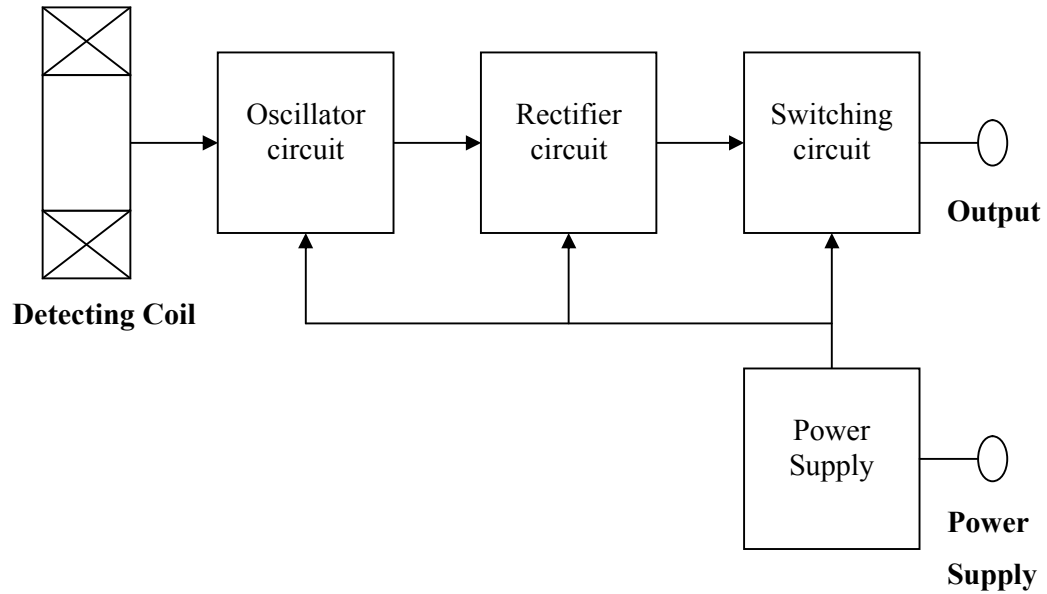 Oscillator
circuit
Rectifier
circuit
Switching
circuit
Output
Detecting Coil
Power
Supply
Power
Supply